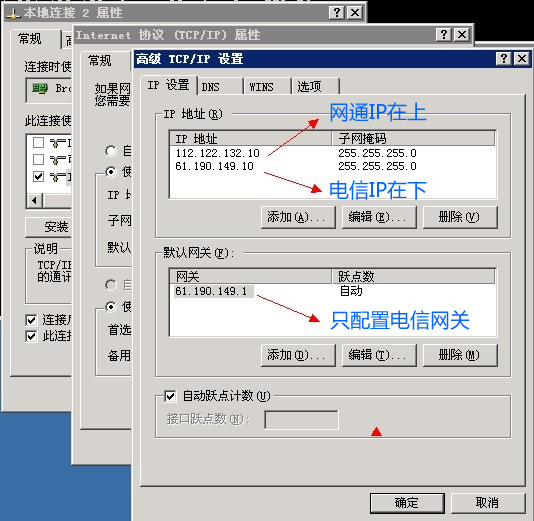 本地连接 2 属性
Internet 协议 (TCP/IP) 属性
高级 TCP/IP 设置
常规
常规
IP 设置
DNS
WINS
选项
连接时使
Bro
此连接使
安装
说明
TCP/IP
的通讯
连接后
此连接
如果网
您需要
自
使
IP 地
子网
默认
自
使
首选
备用
IP 地址(R)
网通IP在上
IP 地址
子网掩码
112.122.132.10
255.255.255.0
61.190.149.10
255.255.255.0
电信IP在下
添加(A)...
编辑(E)...
删除(V)
默认网关(F):
网关
跃点数
61.190.149.1
自动
只配置电信网关
添加(D)...
编辑(T)...
删除(M)
自动跃点计数(U)
接口跃点数(N):
确定
取消